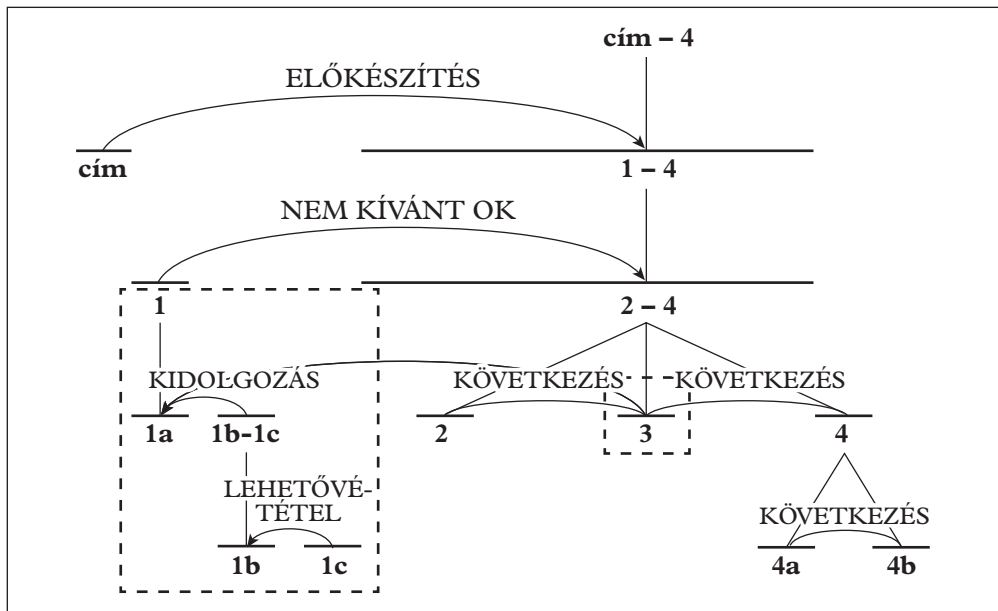 cím – 4
ELŐKÉSZÍTÉS
cím
1 – 4
NEM KÍVÁNT OK
1
2 – 4
KIDOLGOZÁS
KÖVETKEZÉS
KÖVETKEZÉS
1a
1b-1c
2
3
4
LEHETŐVÉ-
TÉTEL
KÖVETKEZÉS
1b
1c
4a
4b